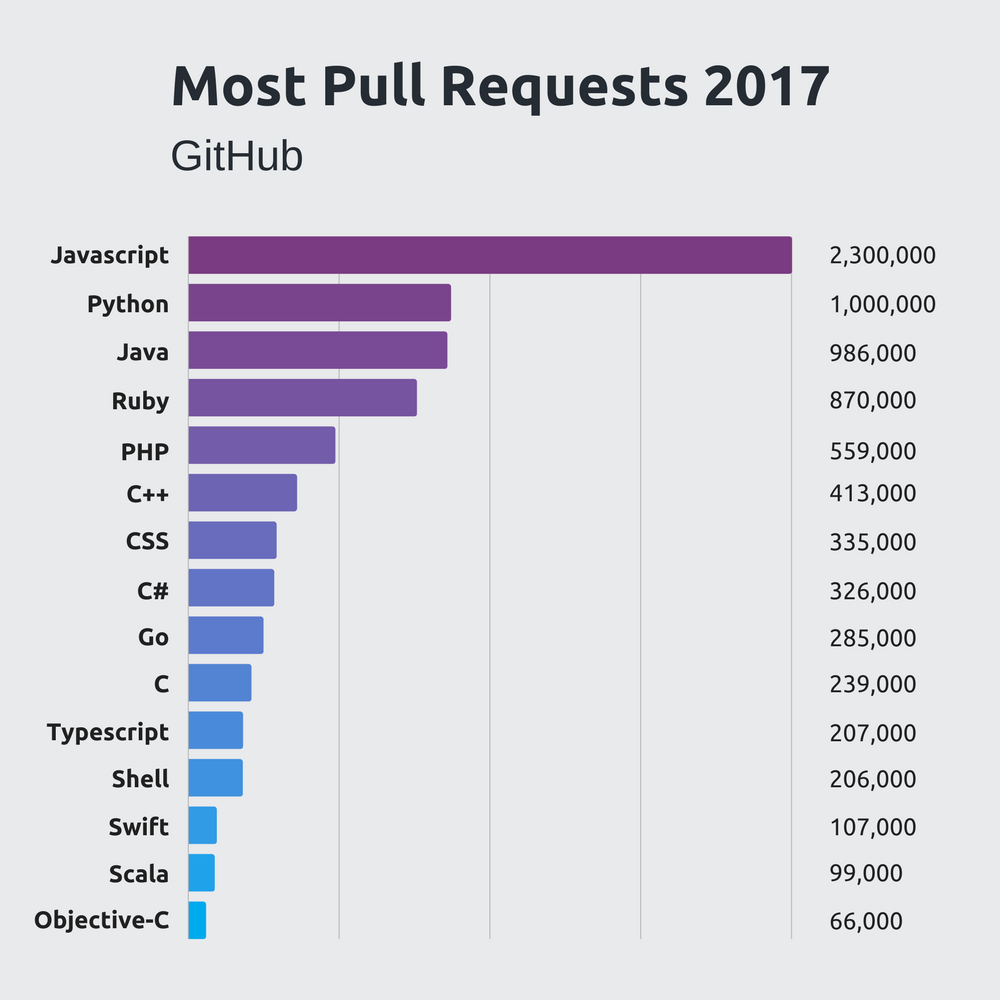 Most Pull Requests 2017
GitHub
Javascript 2,300,000
Python 1,000,000
Java 986,000
Ruby 870,000
PHP 559,000
C++ 413,000
CSS 335,000
C# 326,000
Go 285,000
C 239,000
Typescript 207,000
Shell 206,000
Swift 107,000
Scala 99,000
Objective-C 66,000